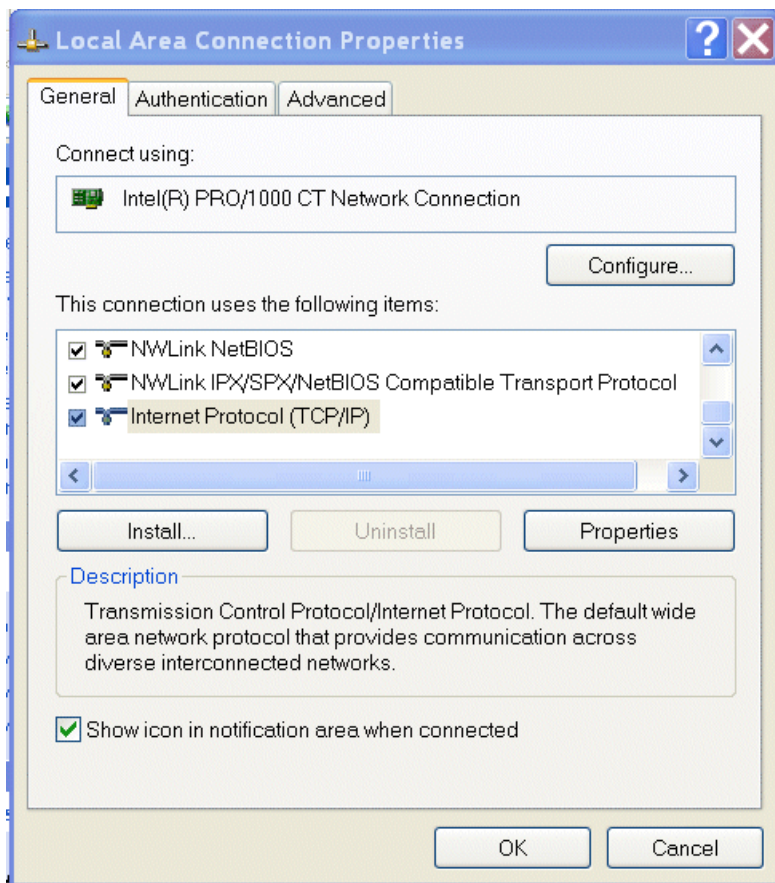 Local Area Connection Properties
General Authentication Advanced
Connect using:
Intel(R) PRO/1000 CT Network Connection
Configure...
This connection uses the following items:
NWLink NetBIOS
NWLink IPX/SPX/NetBIOS Compatible Transport Protocol
Internet Protocol (TCP/IP)
Install... Uninstall Properties
Description
Transmission Control Protocol/Internet Protocol. The default wide
area network protocol that provides communication across
diverse interconnected networks.
Show icon in notification area when connected
OK Cancel